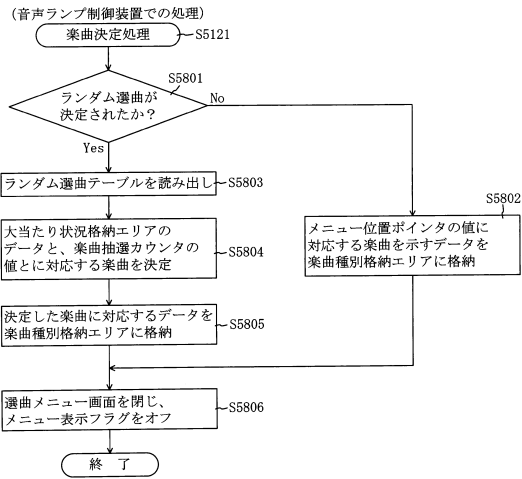 (音声ランプ制御装置での処理)
楽曲決定処理
S5121
S5801
ランダム選曲が
決定されたか?
No
Yes
ランダム選曲テーブルを読み出し
S5803
S5802
メニュー位置ポインタの値に
対応する楽曲を示すデータを
楽曲種別格納エリアに格納
大当たり状況格納エリアの
データと、楽曲抽選カウンタの
値とに対応する楽曲を決定
S5804
決定した楽曲に対応するデータを
楽曲種別格納エリアに格納
S5805
選曲メニュー画面を閉じ、
メニュー表示フラグをオフ
S5806
終 了